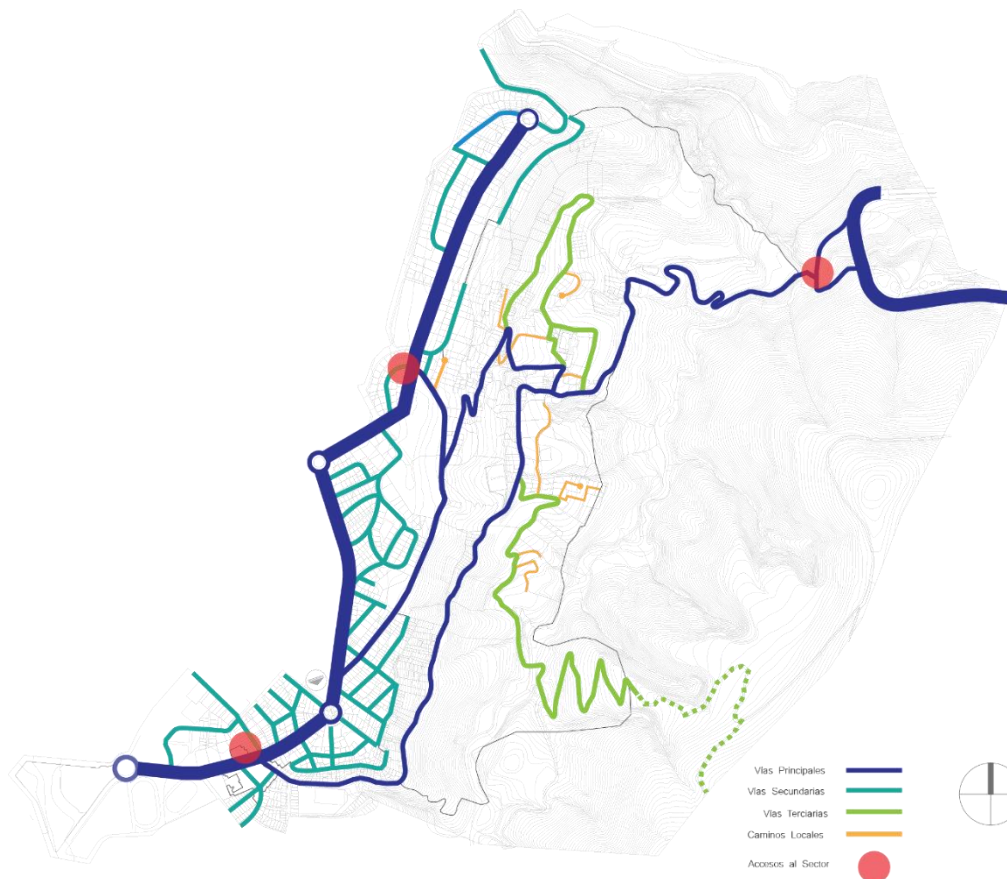 Vías Principales
Vías Secundarias
Vías Terciarias
Caminos Locales
Accesos al Sector